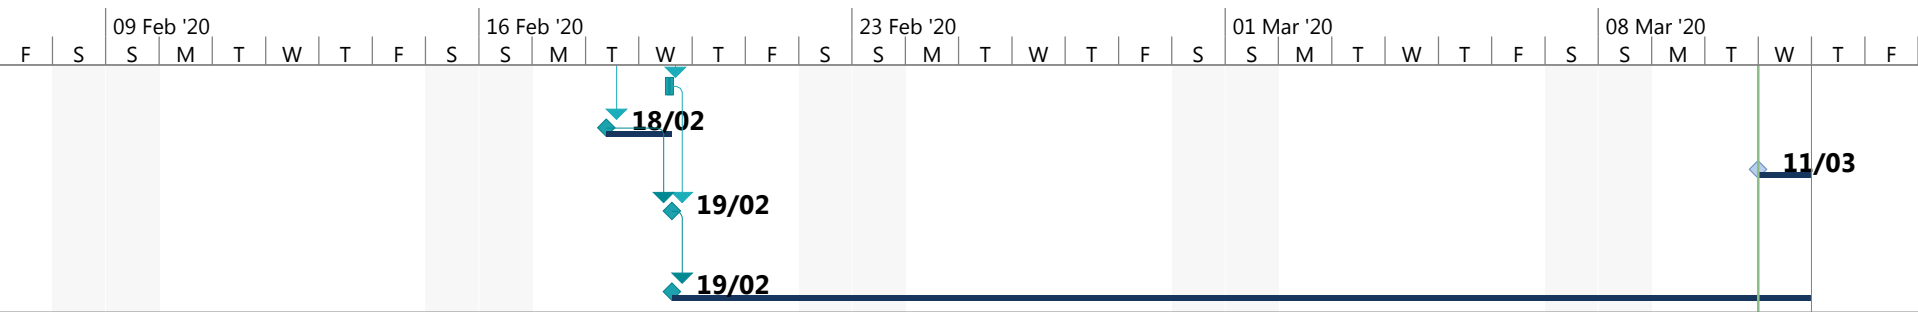 09 Feb '20 16 Feb '20 23 Feb '20 01 Mar '20 08 Mar '20
F S S M T W T F S S M T W T F S S M T W T F S S M T W T F S S M T W T F
18/02
11/03
19/02
19/02